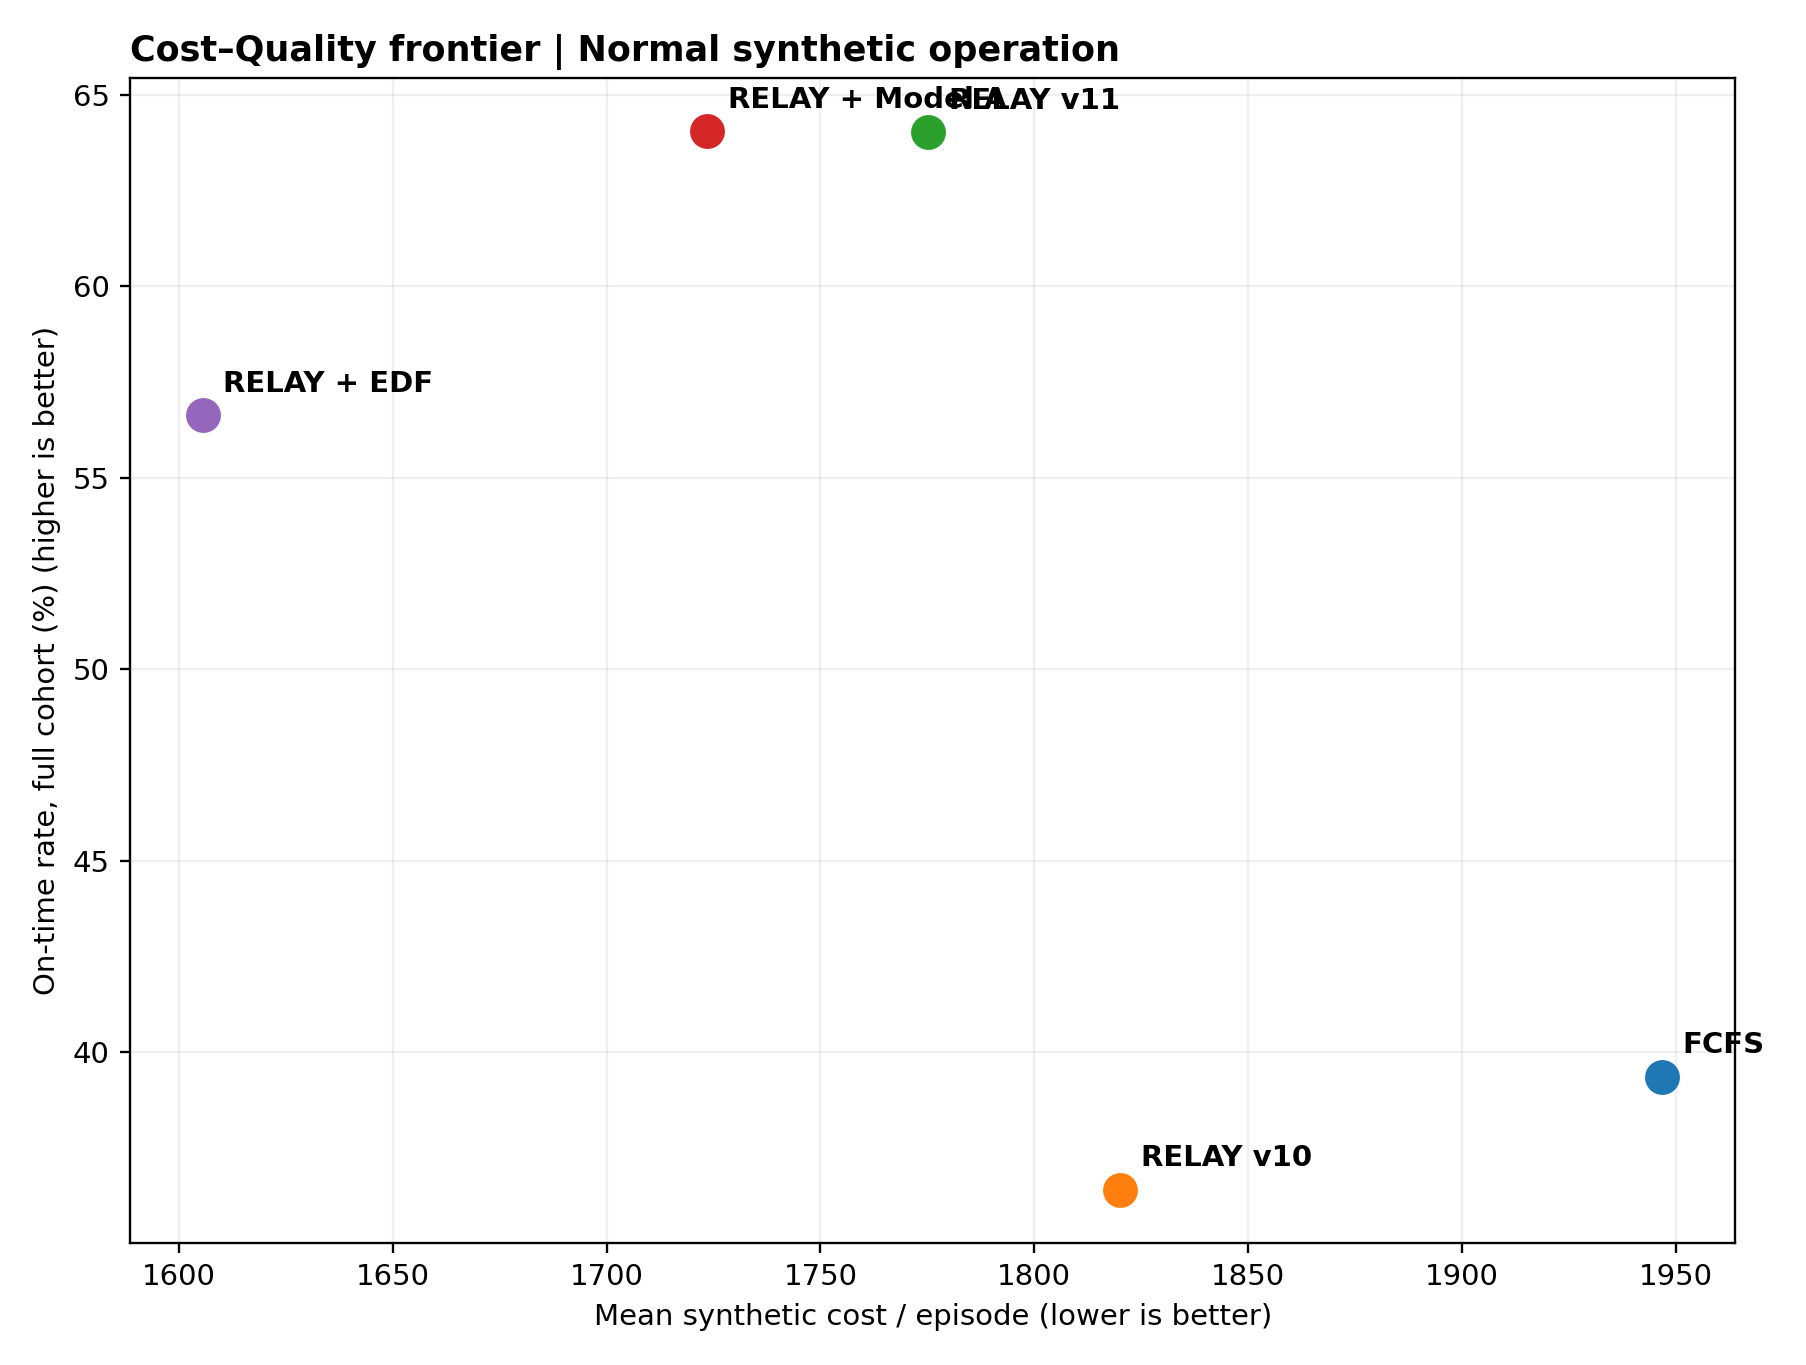 Cost–Quality frontier | Normal synthetic operation
65
RELAY + Model A
RELAY v11
60
RELAY + EDF
55
50
45
40
FCFS
RELAY v10
On-time rate, full cohort (%) (higher is better)
1600 1650 1700 1750 1800 1850 1900 1950
Mean synthetic cost / episode (lower is better)